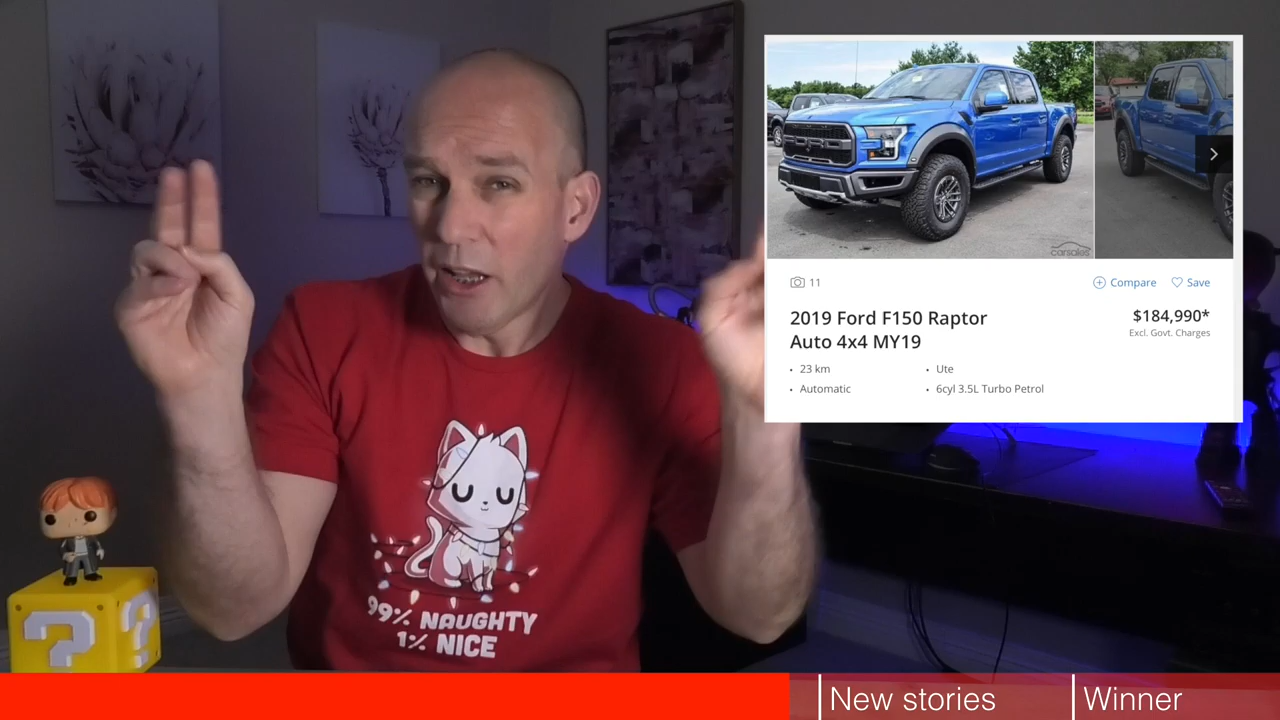 carsales
11
Compare
Save
2019 Ford F150 Raptor
Auto 4x4 MY19
$184,990*
Excl. Govt. Charges
• 23 km
• Ute
• Automatic
• 6cyl 3.5L Turbo Petrol
99% NAUGHTY
1% NICE
? ?
New stories
Winner